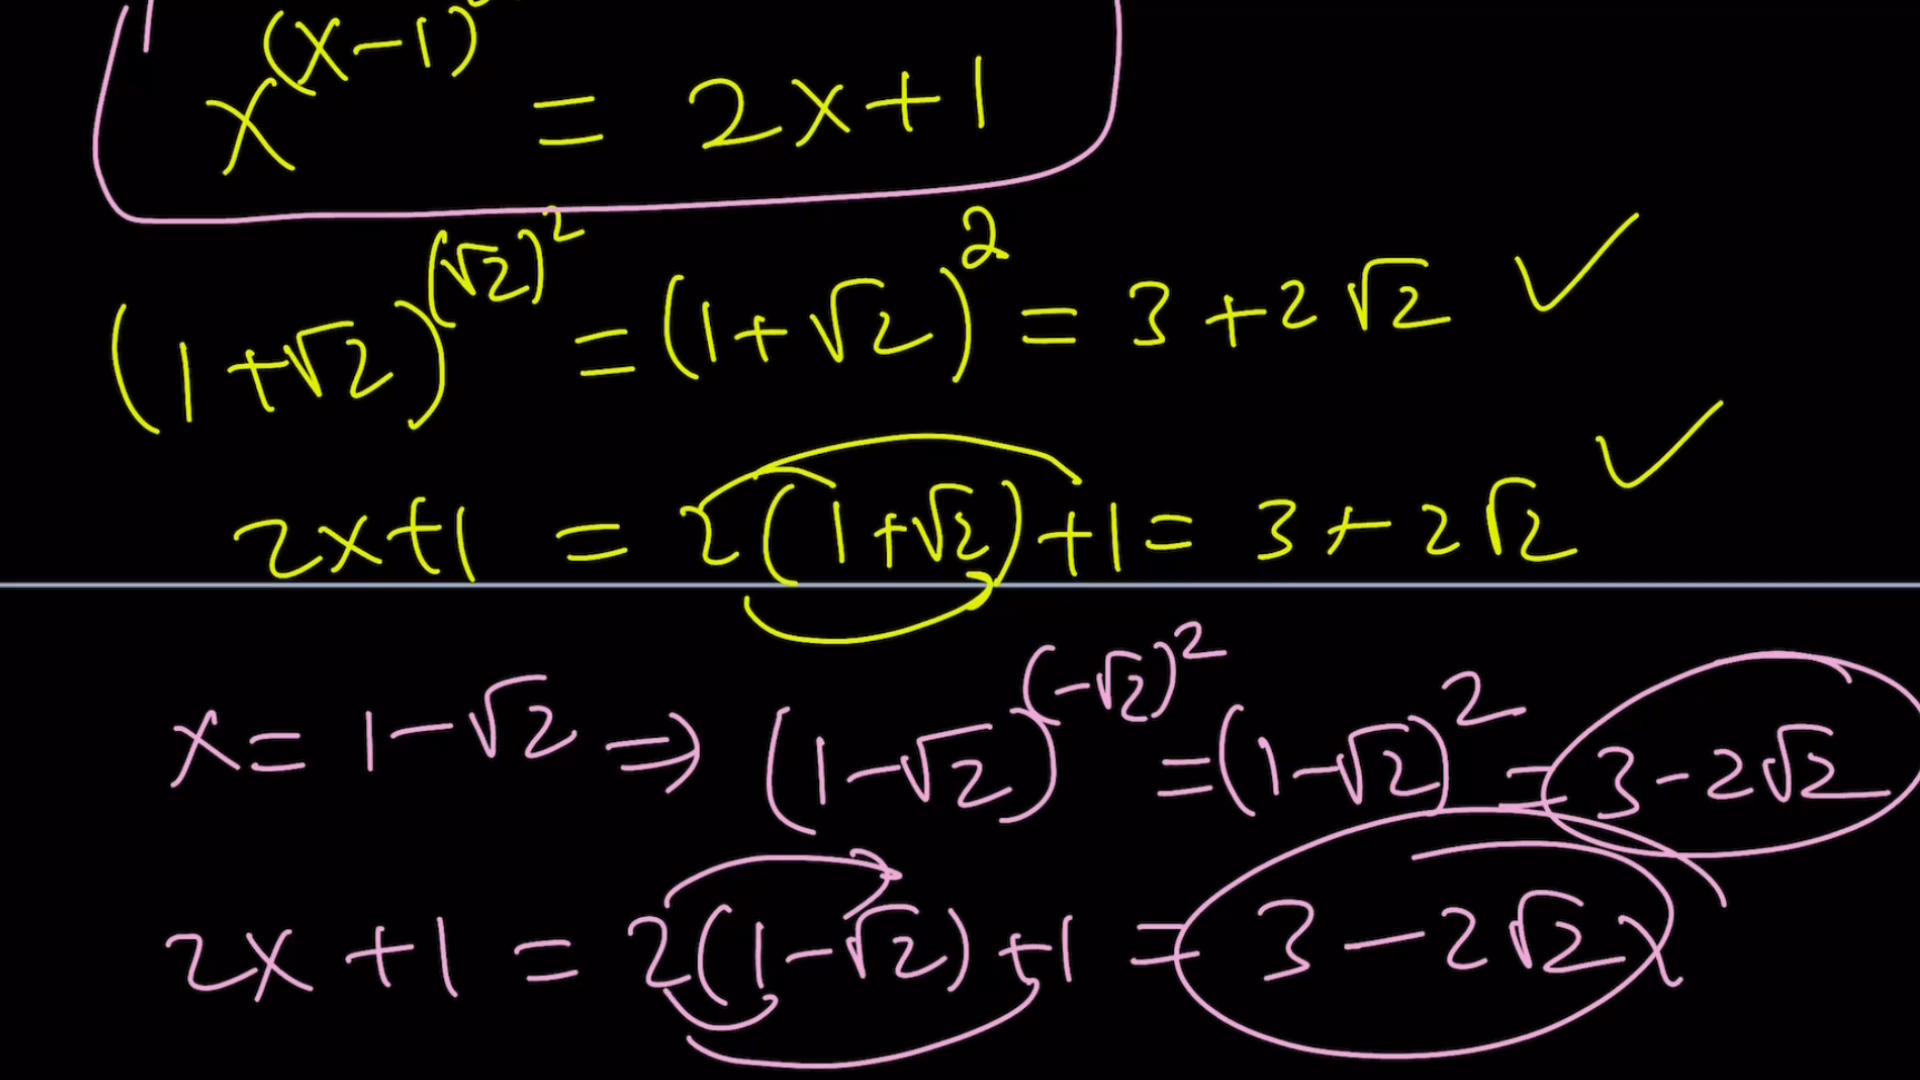 x^(x-1)^2 = 2x+1
(1+√2)^(√2)^2 = (1+√2)^2 = 3+2√2 ✓
2x+1 = 2(1+√2)+1 = 3+2√2 ✓
x = 1-√2 ⇒ (1-√2)^(-√2)^2 = (1-√2)^2 = 3-2√2
2x+1 = 2(1-√2)+1 = 3-2√2